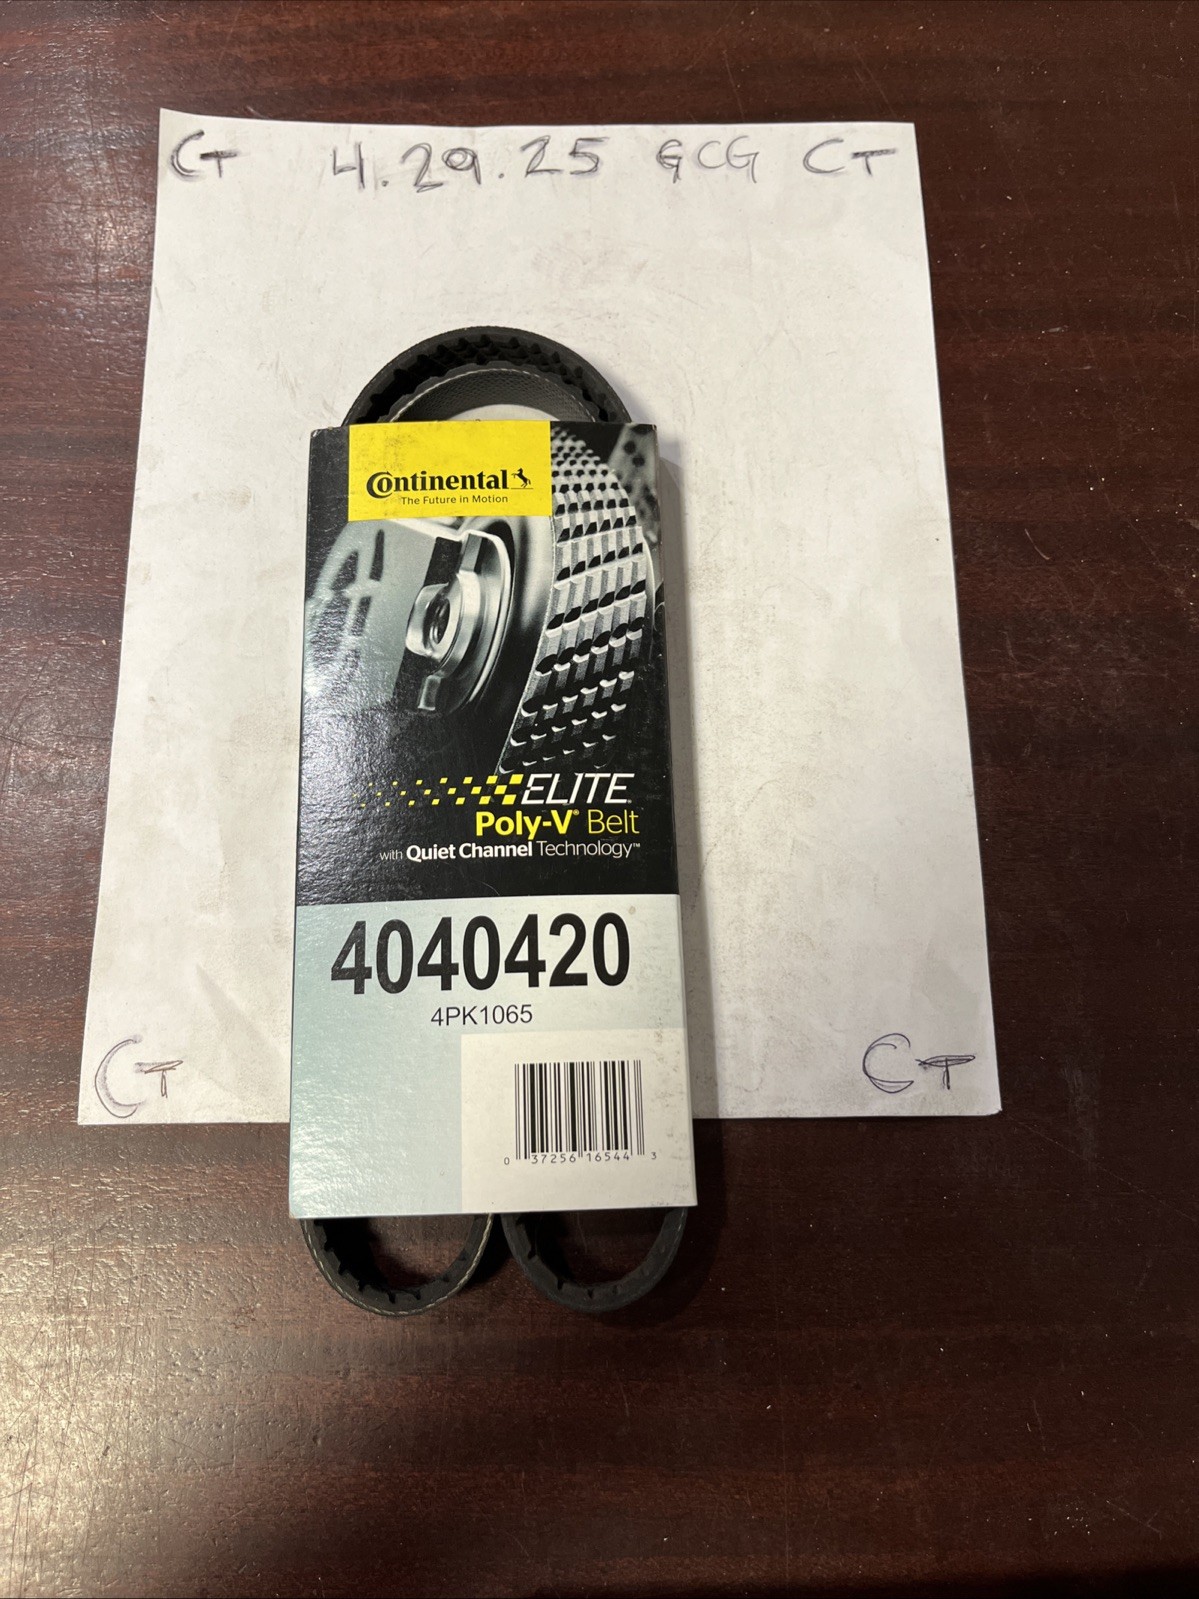 CT 4.29.25 GCG CT
Continental
The Future in Motion
ELITE
Poly-V® Belt
with Quiet Channel Technology™
4040420
4PK1065
0 37256 16544 3
CT CT